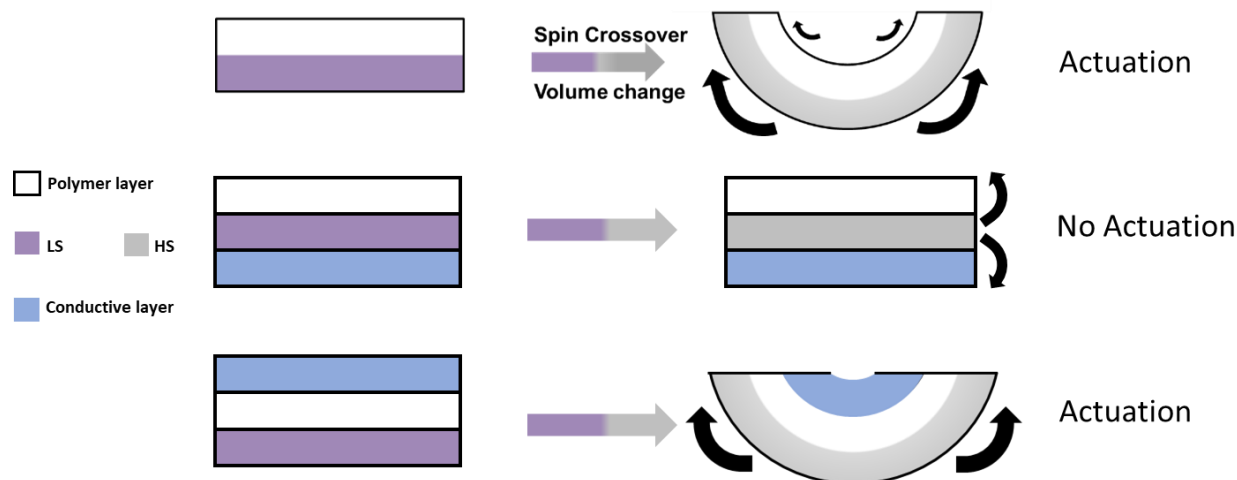 Spin Crossover
Volume change
Actuation
Polymer layer
LS
HS
No Actuation
Conductive layer
Actuation